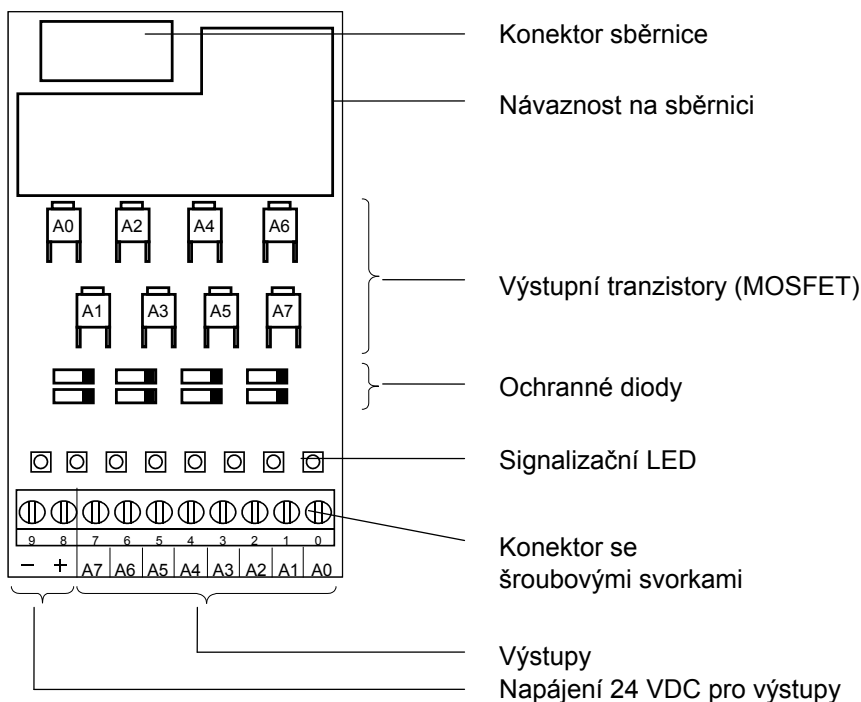 Konektor sběrnice
Návaznost na sběrnici
A0 A2 A4 A6
A1 A3 A5 A7
Výstupní tranzistory (MOSFET)
Ochranné diody
Signalizační LED
9 8 7 6 5 4 3 2 1 0
− + A7 A6 A5 A4 A3 A2 A1 A0
Konektor se
šroubovými svorkami
Výstupy
Napájení 24 VDC pro výstupy